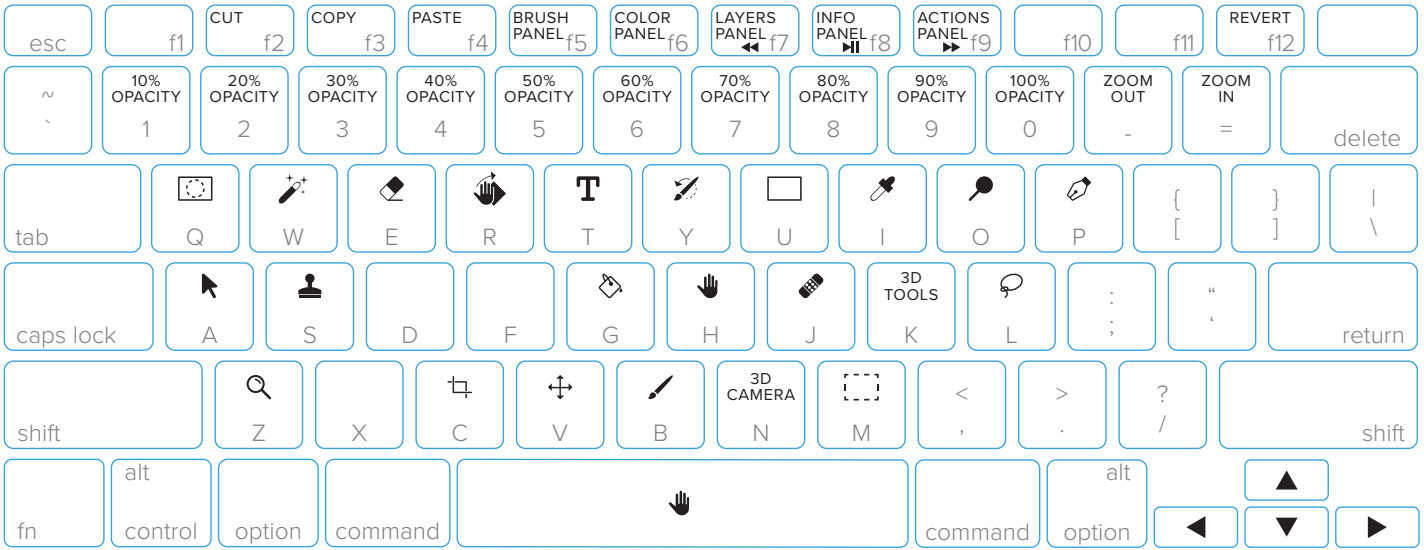 esc
f1
CUT
f2
COPY
f3
PASTE
f4
BRUSH
PANEL f5
COLOR
PANEL f6
LAYERS
PANEL f7
INFO
PANEL f8
ACTIONS
PANEL f9
f10
f11
REVERT
f12
~
`
10%
OPACITY
1
20%
OPACITY
2
30%
OPACITY
3
40%
OPACITY
4
50%
OPACITY
5
60%
OPACITY
6
70%
OPACITY
7
80%
OPACITY
8
90%
OPACITY
9
100%
OPACITY
0
ZOOM
OUT
-
ZOOM
IN
=
delete
tab
Q
W
E
R
T
T
Y
U
I
O
P
{
[
}
]
|
\
caps lock
A
S
D
F
G
H
J
3D
TOOLS
K
L
:
;
“
‘
return
shift
Z
X
C
V
B
3D
CAMERA
N
M
<
,
>
.
?
/
shift
fn
alt
control
option
command
command
alt
option